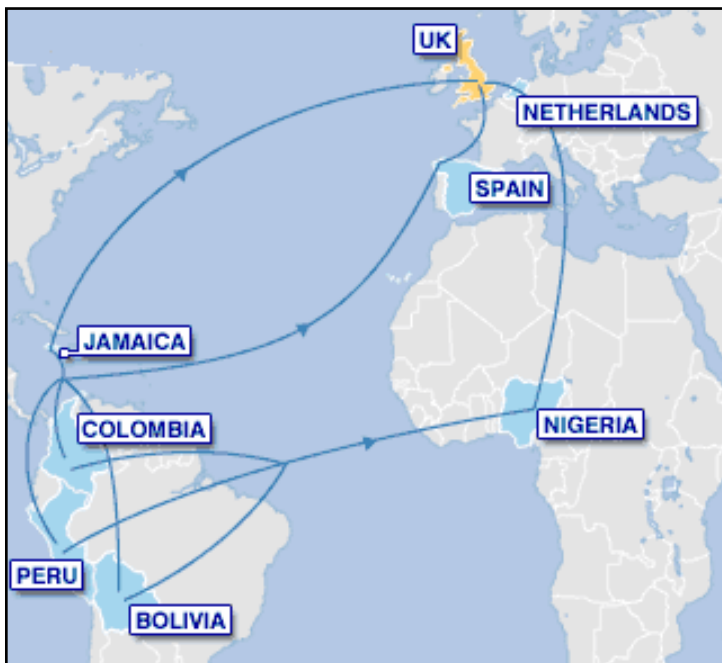 UK
NETHERLANDS
SPAIN
JAMAICA
COLOMBIA
NIGERIA
PERU
BOLIVIA